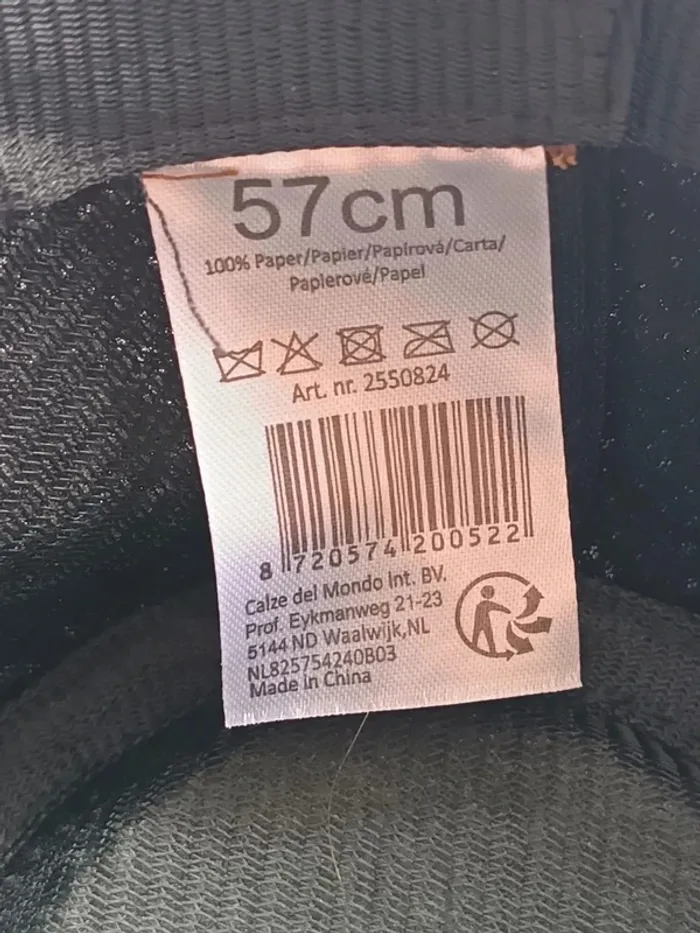 57cm
100% Paper/Papier/Papírová/Carta/
Papierové/Papel
Art. nr. 2550824
8 720574 200522
Calze del Mondo Int. BV.
Prof. Eykmanweg 21-23
5144 ND Waalwijk,NL
NL825754240B03
Made in China